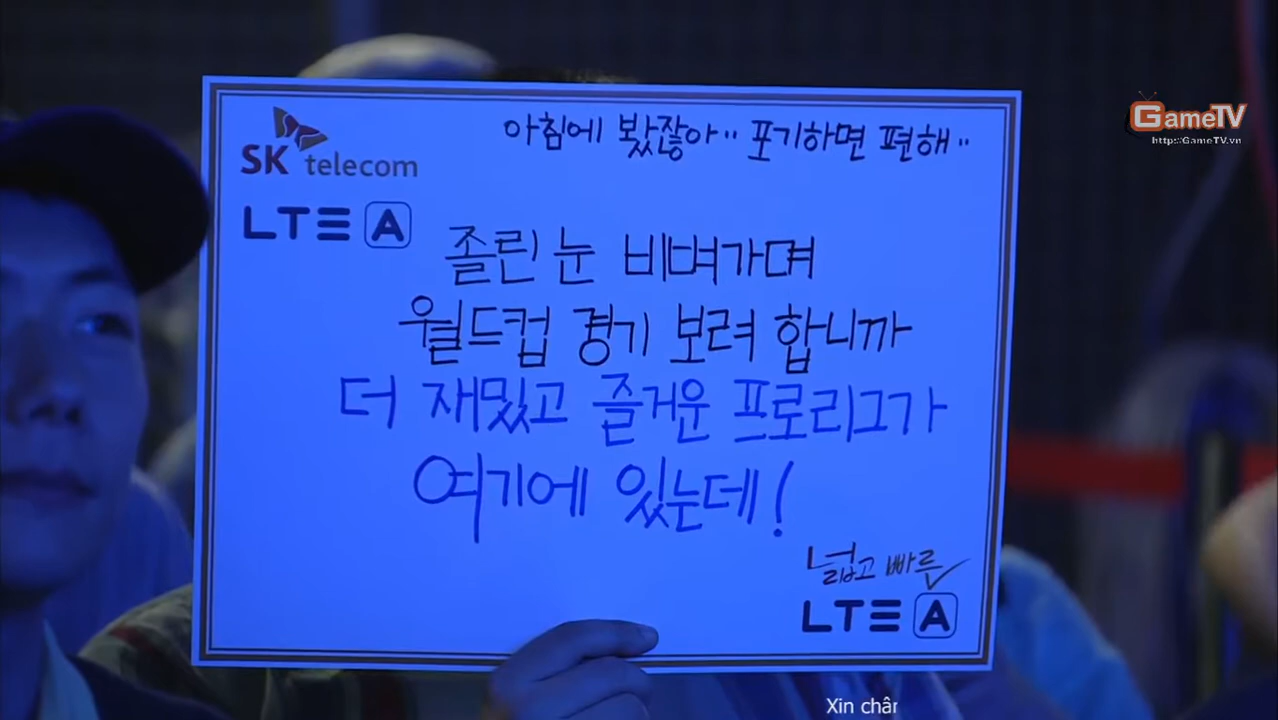 아침에 봤잖아.. 포기하면 편해..
SK telecom
LTE A
졸린 눈 비벼가며
월드컵 경기 보려 합니까
더 재밌고 즐거운 프로리그가
여기에 있는데!
넓고 빠른
LTE A
GameTV
http://GameTV.vn
Xin chân